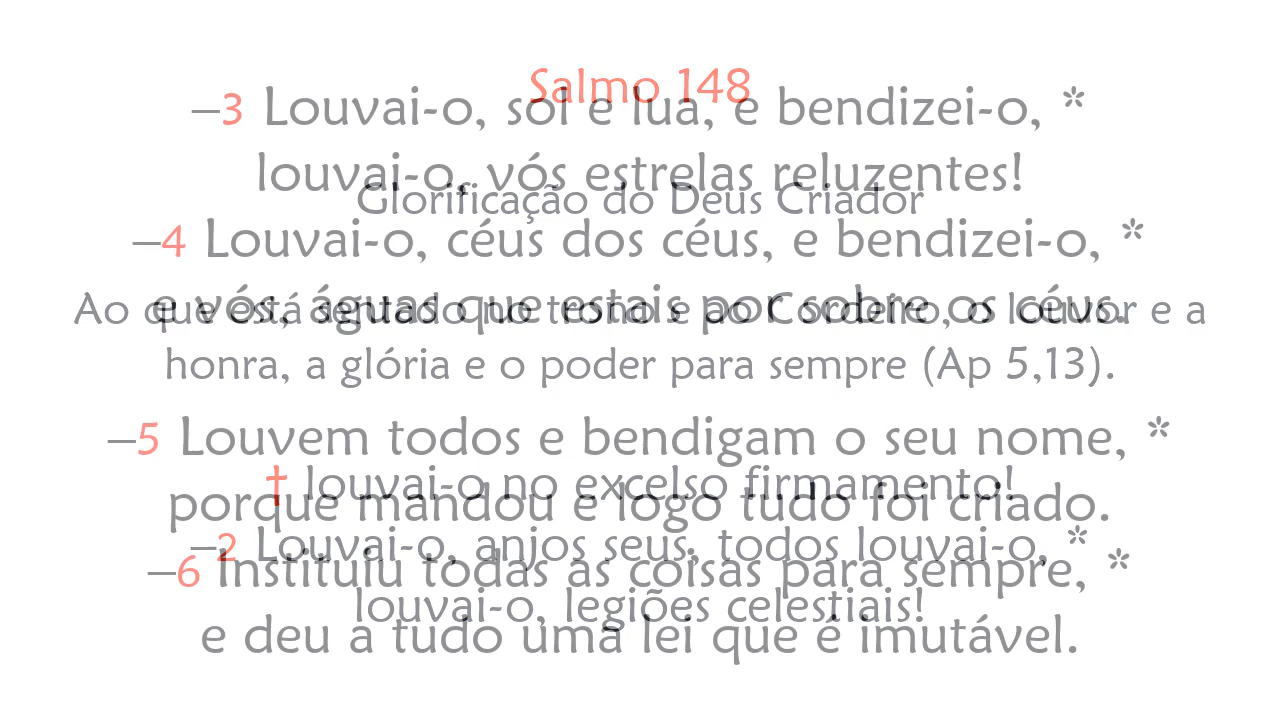 Salmo 148
Glorificação do Deus Criador
Ao que está sentado no trono e ao Cordeiro, o louvor e a
honra, a glória e o poder para sempre (Ap 5,13).
† louvai-o no excelso firmamento!
–2 Louvai-o, anjos seus, todos louvai-o, *
louvai-o, legiões celestiais!
–3 Louvai-o, sol e lua, e bendizei-o, *
louvai-o, vós estrelas reluzentes!
–4 Louvai-o, céus dos céus, e bendizei-o, *
e vós, águas que estais por sobre os céus.
–5 Louvem todos e bendigam o seu nome, *
porque mandou e logo tudo foi criado.
–6 Instituiu todas as coisas para sempre, *
e deu a tudo uma lei que é imutável.